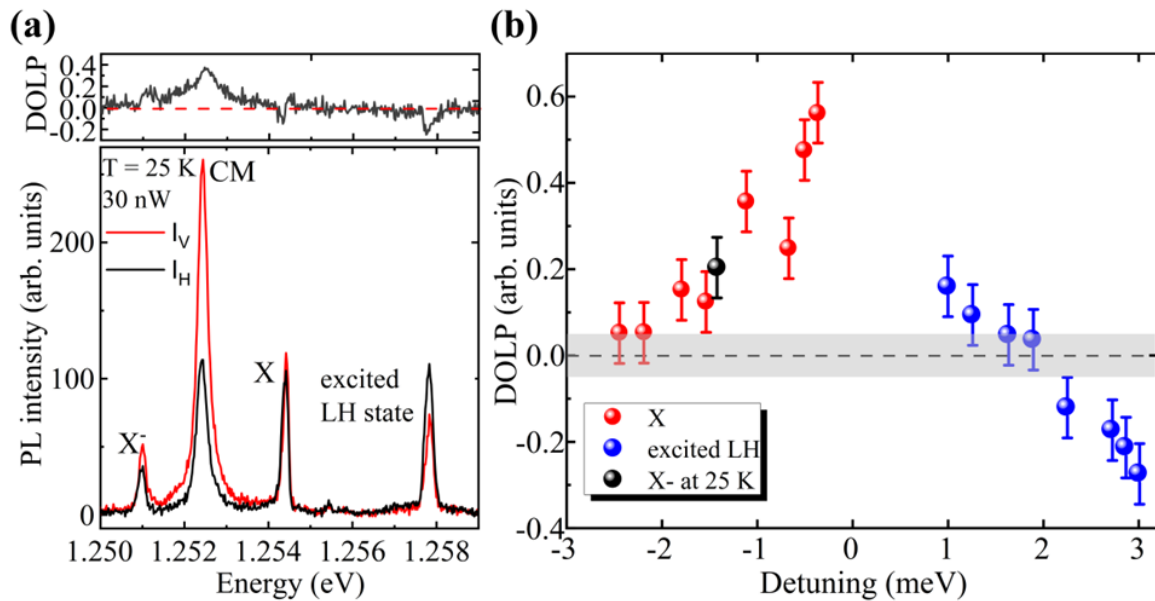 (a)
DOLP
0.4
0.2
0.0
-0.2
PL intensity (arb. units)
200
100
0
T = 25 K
30 nW
I_V
I_H
CM
X⁻
X
excited
LH state
1.250 1.252 1.254 1.256 1.258
Energy (eV)
(b)
DOLP (arb. units)
0.6
0.4
0.2
0.0
-0.2
-0.4
X
excited LH
X- at 25 K
-3 -2 -1 0 1 2 3
Detuning (meV)